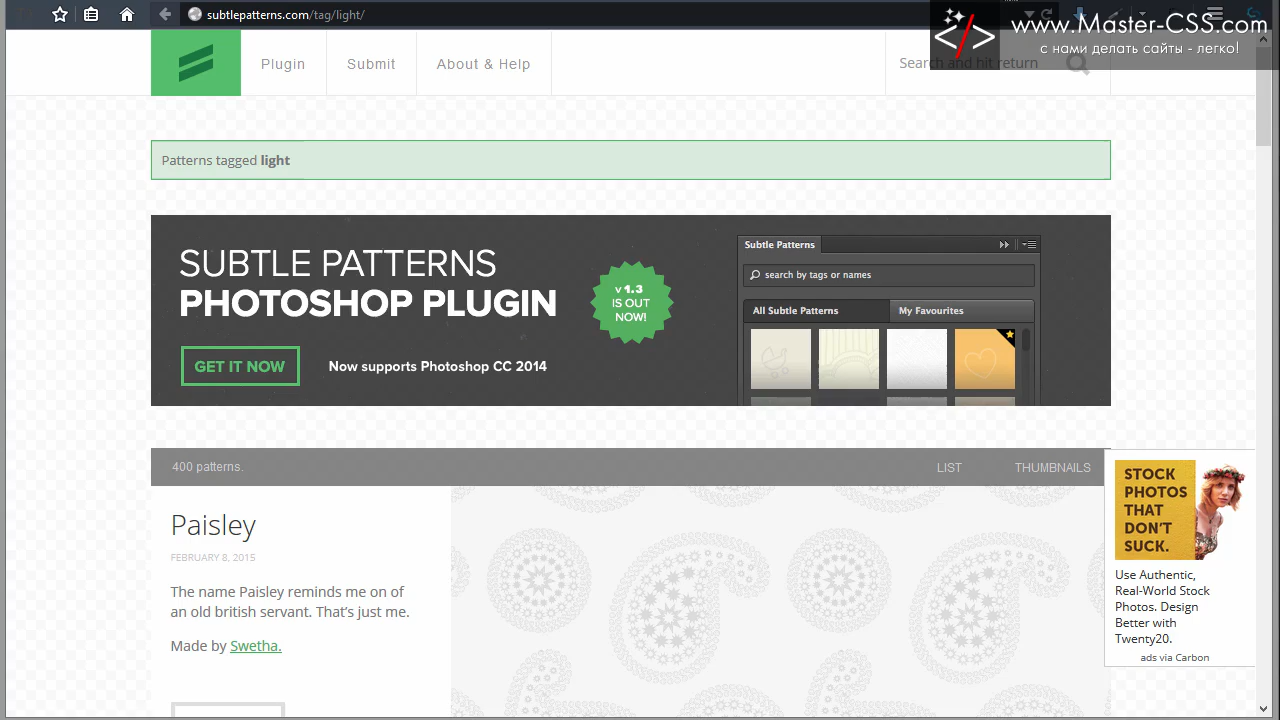 subtlepatterns.com/tag/light/
www.Master-CSS.com
с нами делать сайты - легко!
Plugin
Submit
About & Help
Search and hit return
Patterns tagged light
SUBTLE PATTERNS
PHOTOSHOP PLUGIN
GET IT NOW
Now supports Photoshop CC 2014
v 1.3
IS OUT
NOW!
Subtle Patterns
search by tags or names
All Subtle Patterns
My Favourites
400 patterns.
LIST
THUMBNAILS
Paisley
FEBRUARY 8, 2015
The name Paisley reminds me on of
an old british servant. That's just me.
Made by Swetha.
STOCK
PHOTOS
THAT
DON'T
SUCK.
Use Authentic,
Real-World Stock
Photos. Design
Better with
Twenty20.
ads via Carbon